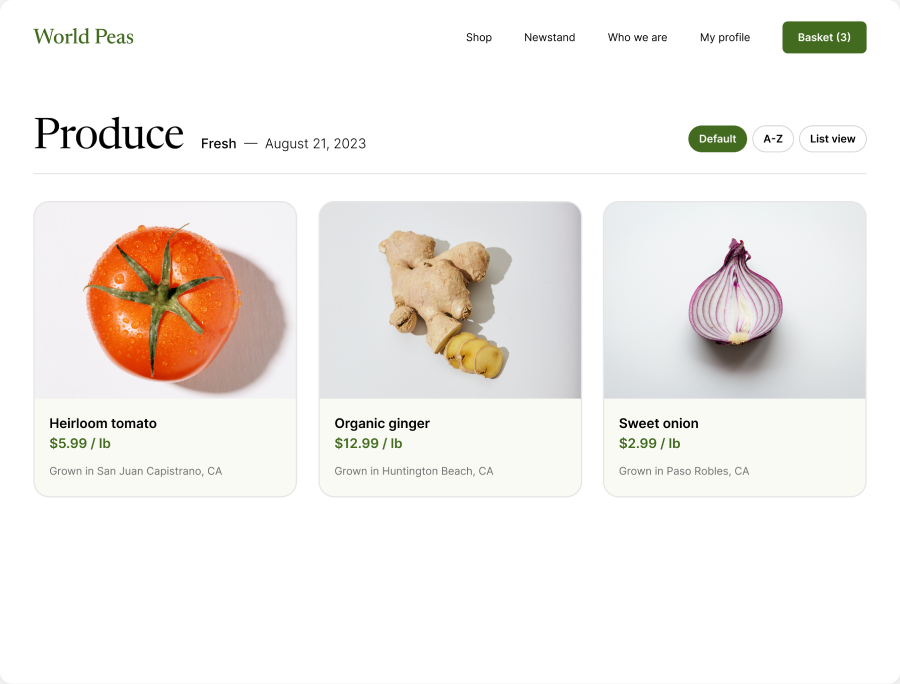 World Peas
Shop
Newstand
Who we are
My profile
Basket (3)
Produce
Fresh — August 21, 2023
Default
A-Z
List view
Heirloom tomato
$5.99 / lb
Grown in San Juan Capistrano, CA
Organic ginger
$12.99 / lb
Grown in Huntington Beach, CA
Sweet onion
$2.99 / lb
Grown in Paso Robles, CA